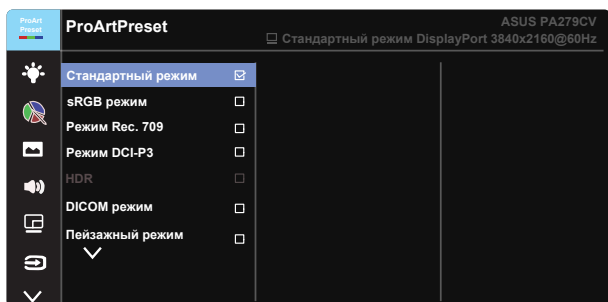 ProArt
Preset
ProArtPreset
ASUS PA279CV
Стандартный режим DisplayPort 3840x2160@60Hz
Стандартный режим
sRGB режим
Режим Rec. 709
Режим DCI-P3
HDR
DICOM режим
Пейзажный режим